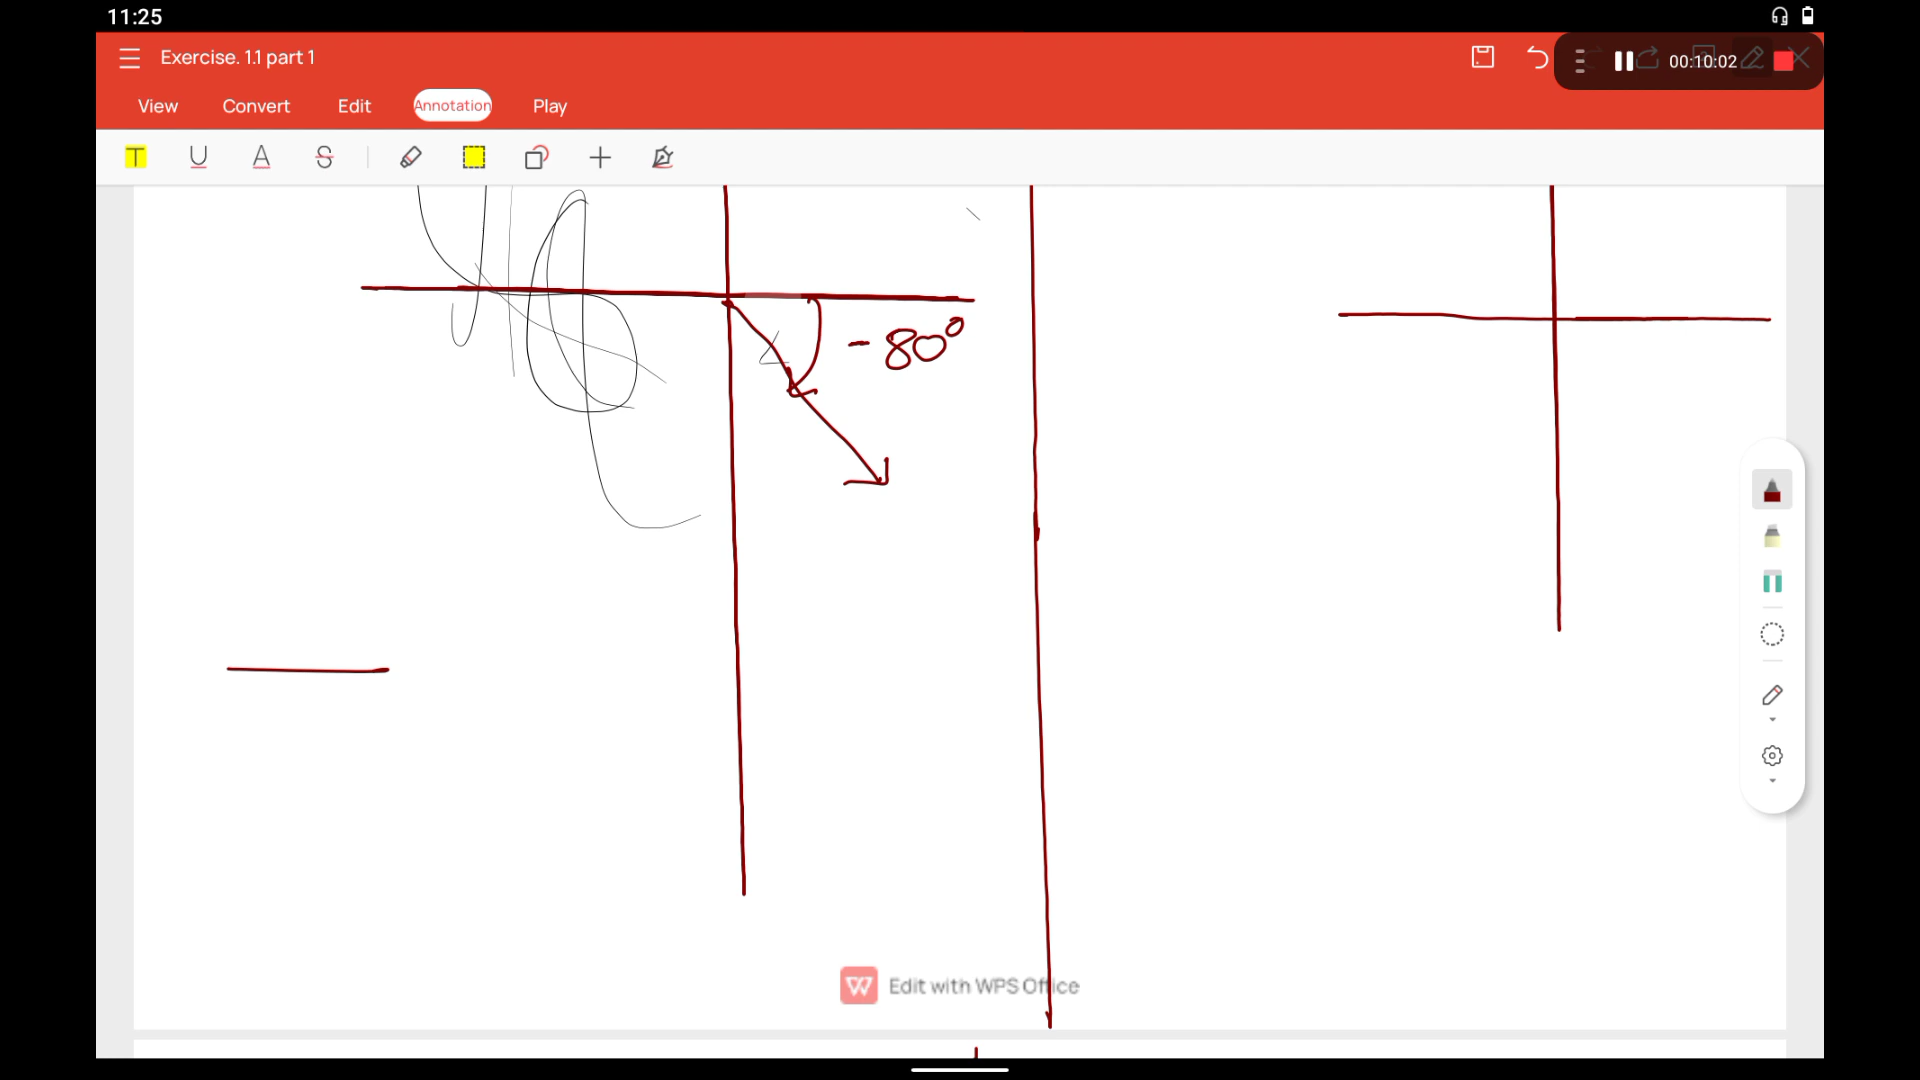 11:25
Exercise. 1.1 part 1
00:10:02
View Convert Edit Annotation Play
T U A S
- 80°
Edit with WPS Office